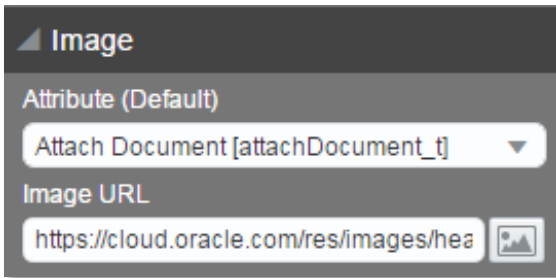 Image
Attribute (Default)
Attach Document [attachDocument_t]
Image URL
https://cloud.oracle.com/res/images/hea